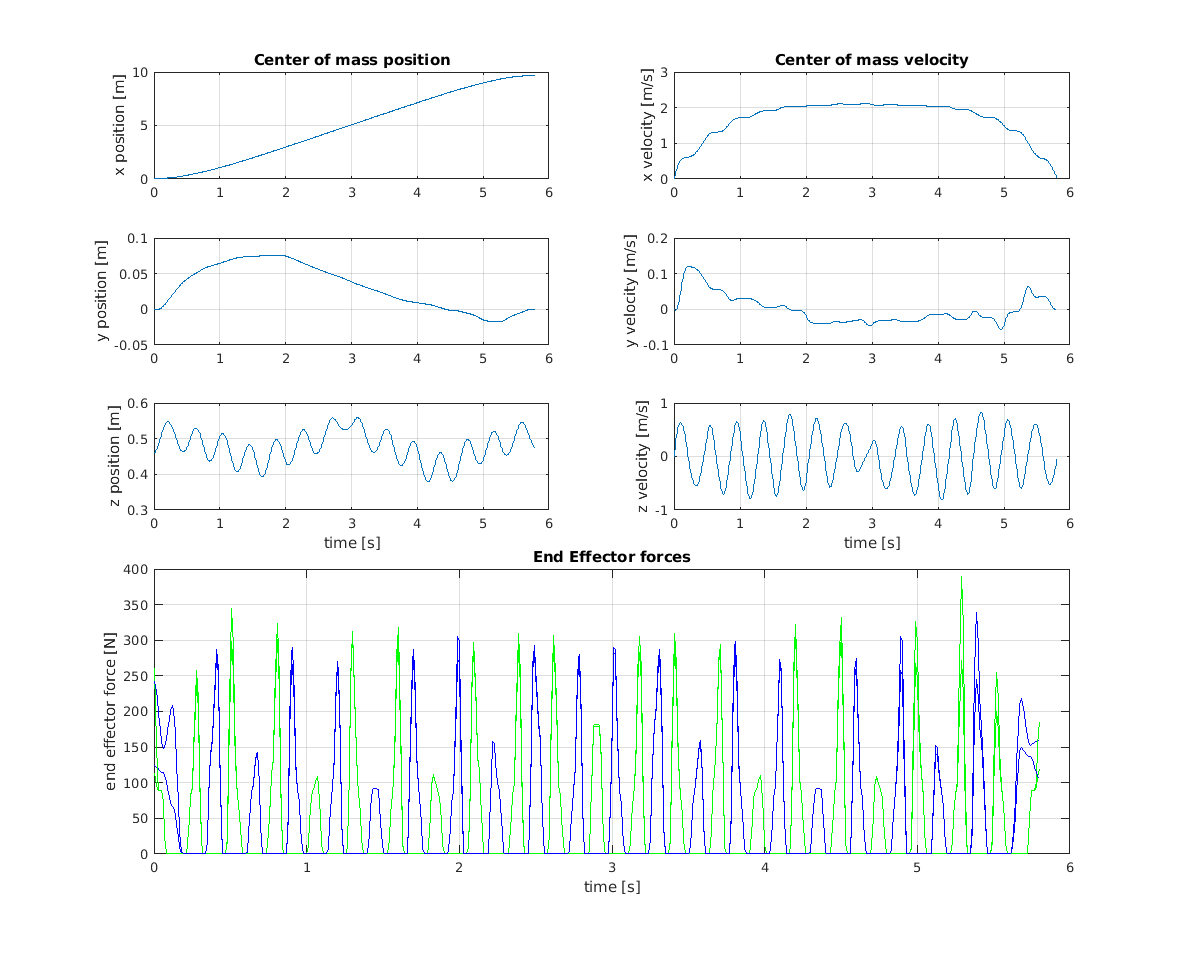 Center of mass position
x position [m]
10
5
0
0 1 2 3 4 5 6
Center of mass velocity
x velocity [m/s]
3
2
1
0
0 1 2 3 4 5 6
y position [m]
0.1
0.05
0
-0.05
0 1 2 3 4 5 6
y velocity [m/s]
0.2
0.1
0
-0.1
0 1 2 3 4 5 6
z position [m]
0.6
0.5
0.4
0.3
0 1 2 3 4 5 6
time [s]
z velocity [m/s]
1
0
-1
0 1 2 3 4 5 6
time [s]
End Effector forces
end effector force [N]
400
350
300
250
200
150
100
50
0
0 1 2 3 4 5 6
time [s]